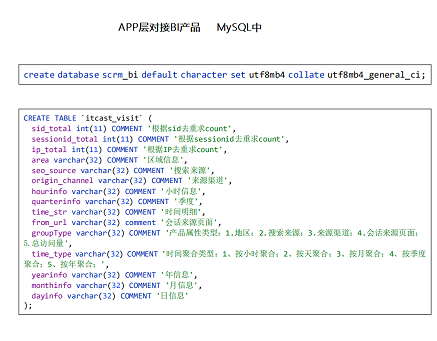 APP层对接BI产品 MySQL中
create database scrm_bi default character set utf8mb4 collate utf8mb4_general_ci;
CREATE TABLE `itcast_visit` (
sid_total int(11) COMMENT '根据sid去重求count',
sessionid_total int(11) COMMENT '根据sessionid去重求count',
ip_total int(11) COMMENT '根据IP去重求count',
area varchar(32) COMMENT '区域信息',
seo_source varchar(32) COMMENT '搜索来源',
origin_channel varchar(32) COMMENT '来源渠道',
hourinfo varchar(32) COMMENT '小时信息',
quarterinfo varchar(32) COMMENT '季度',
time_str varchar(32) COMMENT '时间明细',
from_url varchar(32) comment '会话来源页面',
groupType varchar(32) COMMENT '产品属性类型：1.地区；2.搜索来源；3.来源渠道；4.会话来源页面；
5.总访问量',
time_type varchar(32) COMMENT '时间聚合类型：1、按小时聚合；2、按天聚合；3、按月聚合；4、按季度
聚合；5、按年聚合；',
yearinfo varchar(32) COMMENT '年信息',
monthinfo varchar(32) COMMENT '月信息',
dayinfo varchar(32) COMMENT '日信息'
);